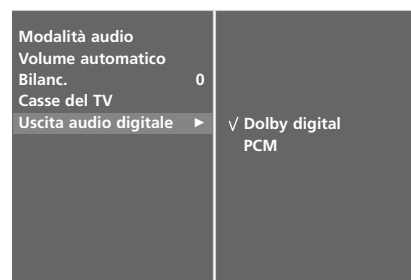 Modalità audio
Volume automatico
Bilanc. 0
Casse del TV
Uscita audio digitale ►
√ Dolby digital
PCM